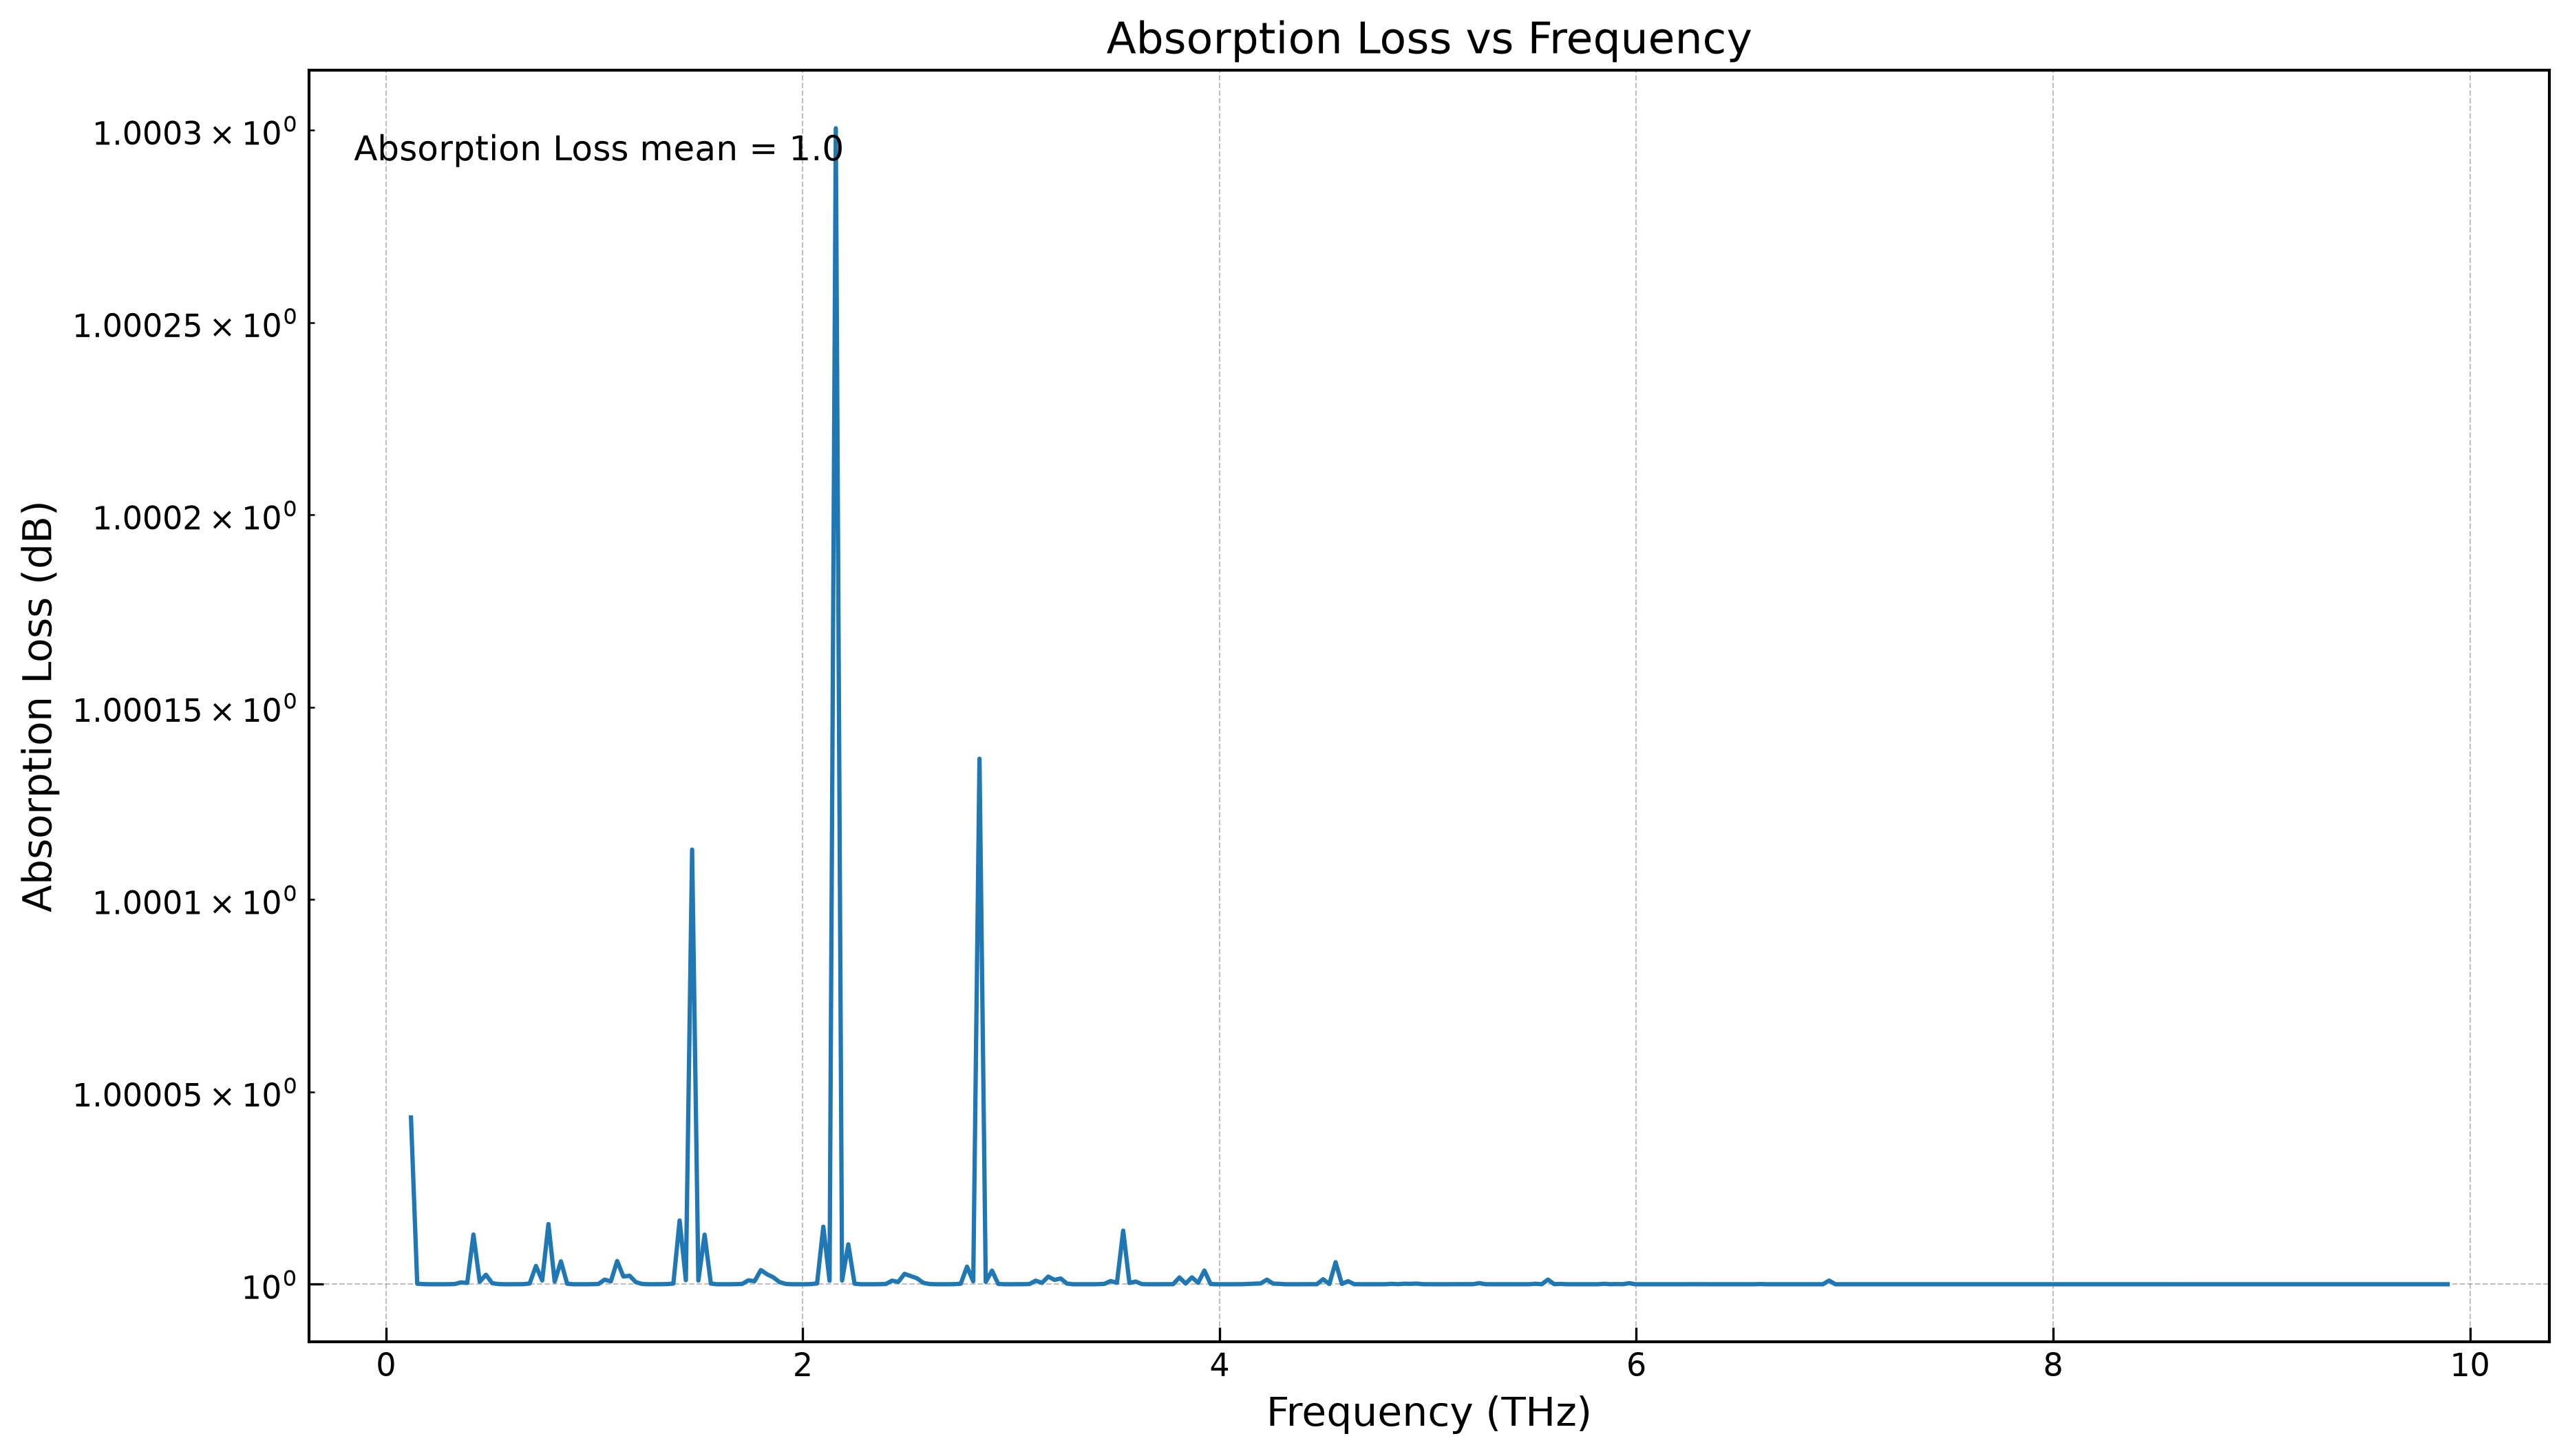 Absorption Loss vs Frequency
Absorption Loss mean = 1.0
Absorption Loss (dB)
1.0003 × 10⁰
1.00025 × 10⁰
1.0002 × 10⁰
1.00015 × 10⁰
1.0001 × 10⁰
1.00005 × 10⁰
10⁰
0 2 4 6 8 10
Frequency (THz)